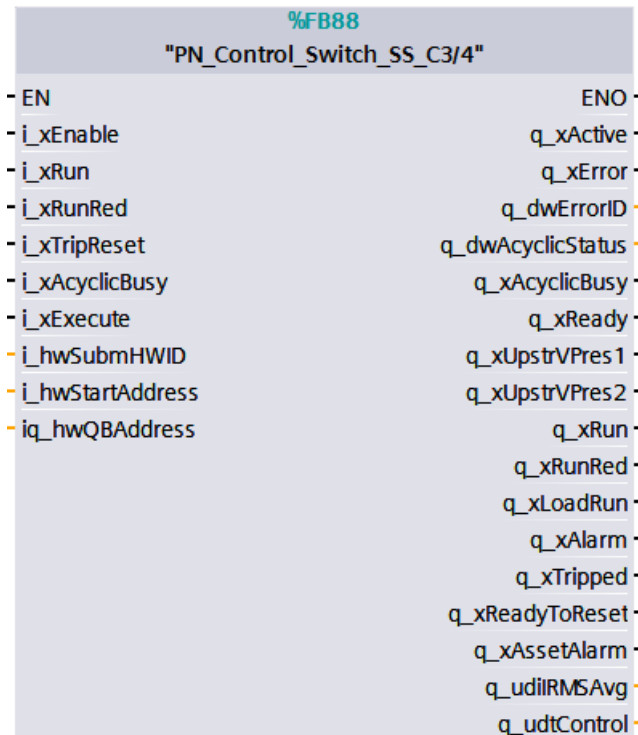 %FB88
"PN_Control_Switch_SS_C3/4"
EN ENO
i_xEnable q_xActive
i_xRun q_xError
i_xRunRed q_dwErrorID
i_xTripReset q_dwAcyclicStatus
i_xAcyclicBusy q_xAcyclicBusy
i_xExecute q_xReady
i_hwSubmHWID q_xUpstrVPres1
i_hwStartAddress q_xUpstrVPres2
iq_hwQBAddress q_xRun
q_xRunRed
q_xLoadRun
q_xAlarm
q_xTripped
q_xReadyToReset
q_xAssetAlarm
q_udiIRMSAvg
q_udtControl